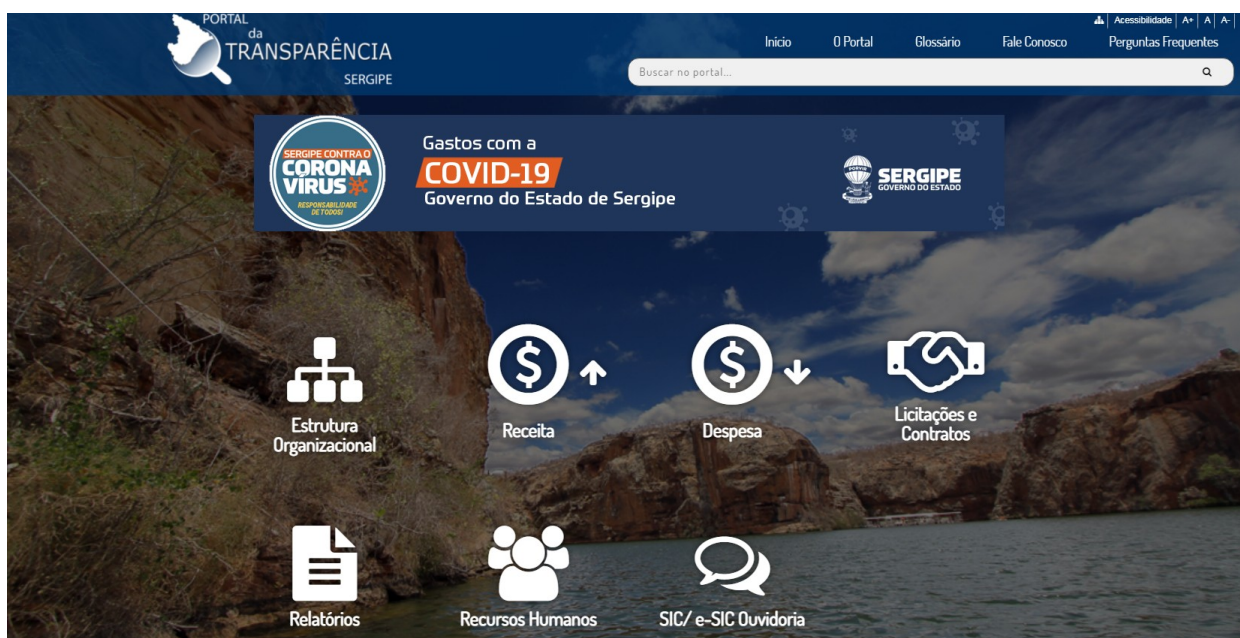 PORTAL
da
TRANSPARÊNCIA
SERGIPE
Acessibilidade A+ A A-
Início O Portal Glossário Fale Conosco Perguntas Frequentes
Buscar no portal...
SERGIPE CONTRA O
CORONA
VÍRUS
RESPONSABILIDADE
DE TODOS!
Gastos com a
COVID-19
Governo do Estado de Sergipe
SERGIPE
GOVERNO DO ESTADO
Estrutura
Organizacional
Receita
Despesa
Licitações e
Contratos
Relatórios
Recursos Humanos
SIC/ e-SIC Ouvidoria